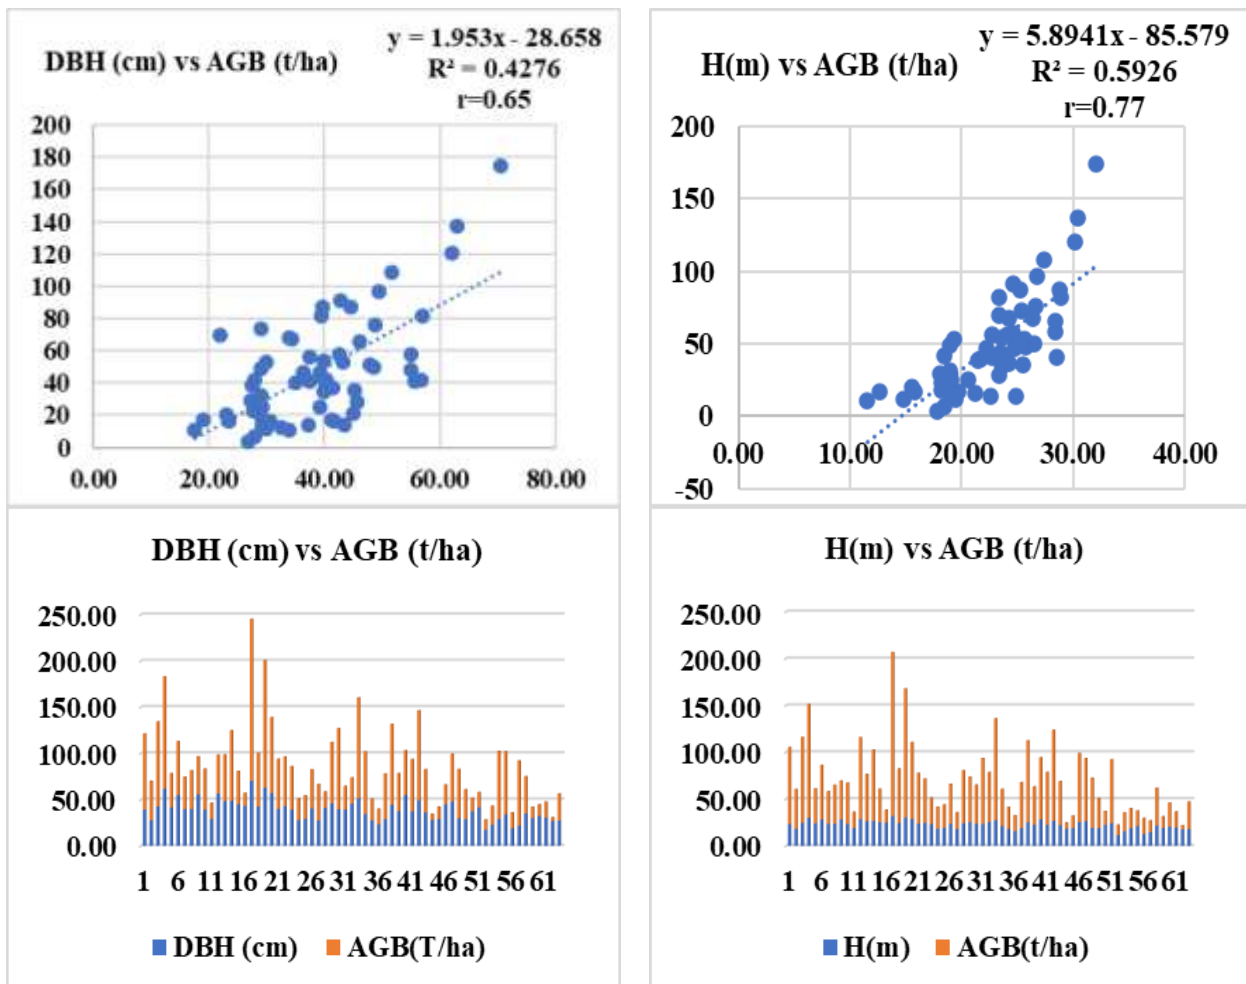 DBH (cm) vs AGB (t/ha)
y = 1.953x - 28.658
R² = 0.4276
r=0.65
200
180
160
140
120
100
80
60
40
20
0
0.00 20.00 40.00 60.00 80.00
H(m) vs AGB (t/ha)
y = 5.8941x - 85.579
R² = 0.5926
r=0.77
200
150
100
50
0
-50
0.00 10.00 20.00 30.00 40.00
DBH (cm) vs AGB (t/ha)
250.00
200.00
150.00
100.00
50.00
0.00
1 6 11 16 21 26 31 36 41 46 51 56 61
DBH (cm) AGB(T/ha)
H(m) vs AGB (t/ha)
250.00
200.00
150.00
100.00
50.00
0.00
1 6 11 16 21 26 31 36 41 46 51 56 61
H(m) AGB(t/ha)